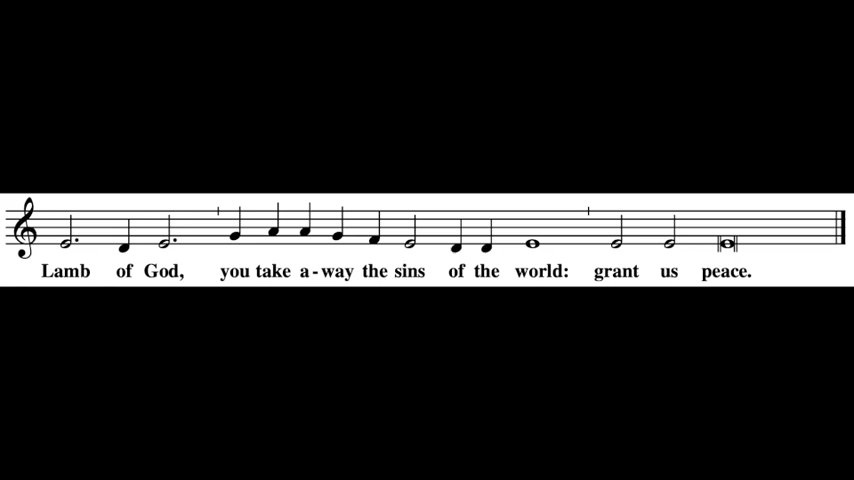 Lamb of God, you take a-way the sins of the world: grant us peace.